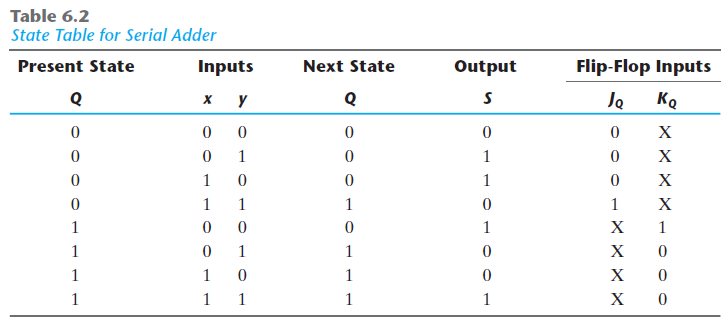 Table 6.2
State Table for Serial Adder
Present State Inputs Next State Output Flip-Flop Inputs
Q x y Q S JQ KQ
0 0 0 0 0 0 X
0 0 1 0 1 0 X
0 1 0 0 1 0 X
0 1 1 1 0 1 X
1 0 0 0 1 X 1
1 0 1 1 0 X 0
1 1 0 1 0 X 0
1 1 1 1 1 X 0